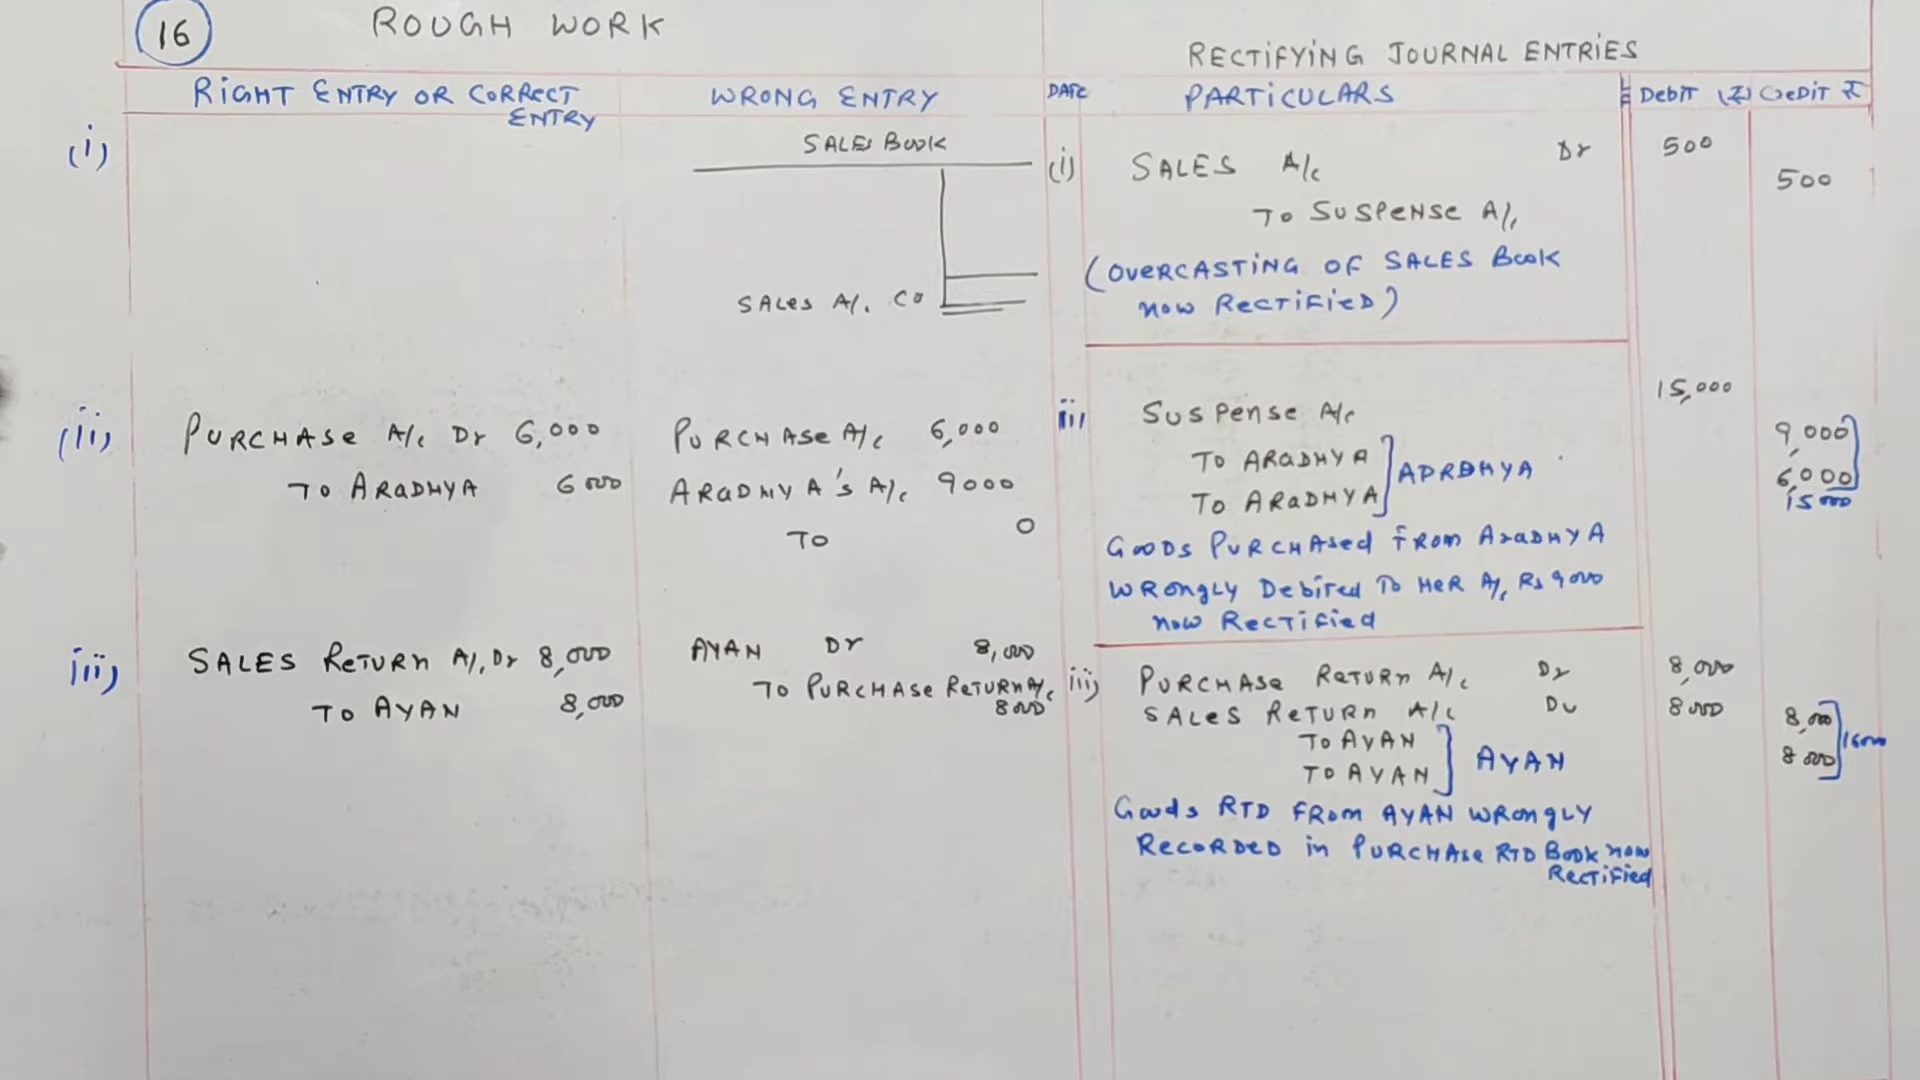 16
ROUGH WORK
RECTIFYING JOURNAL ENTRIES
RIGHT ENTRY OR CORRECT ENTRY
WRONG ENTRY
DATE
PARTICULARS
Debit (₹)
Credit ₹
(i)
SALES BOOK
SALES A/c CO
(i) SALES A/c Dr 500
TO SUSPENSE A/c 500
(OVERCASTING OF SALES BOOK
NOW RECTIFIED)
(ii) PURCHASE A/c Dr 6,000
TO ARADHYA 6000
PURCHASE A/c 6,000
ARADHYA'S A/c 9000
TO 0
ii) SUSPENSE A/c 15,000
TO ARADHYA 9,000
TO ARADHYA 6,000
APRDHYA 15000
GOODS PURCHASED FROM ARADHYA
WRONGLY DEBITED TO HER A/c RS 9000
NOW RECTIFIED
iii) SALES RETURN A/c Dr 8,000
TO AYAN 8,000
AYAN Dr 8,000
TO PURCHASE RETURN A/c
8000
iii) PURCHASE RETURN A/c Dr 8,000
SALES RETURN A/c Dr 8000
TO AYAN 8,000
TO AYAN 8000
AYAN 16000
Goods RTD FROM AYAN WRONGLY
RECORDED IN PURCHASE RTD BOOK NOW
RECTIFIED